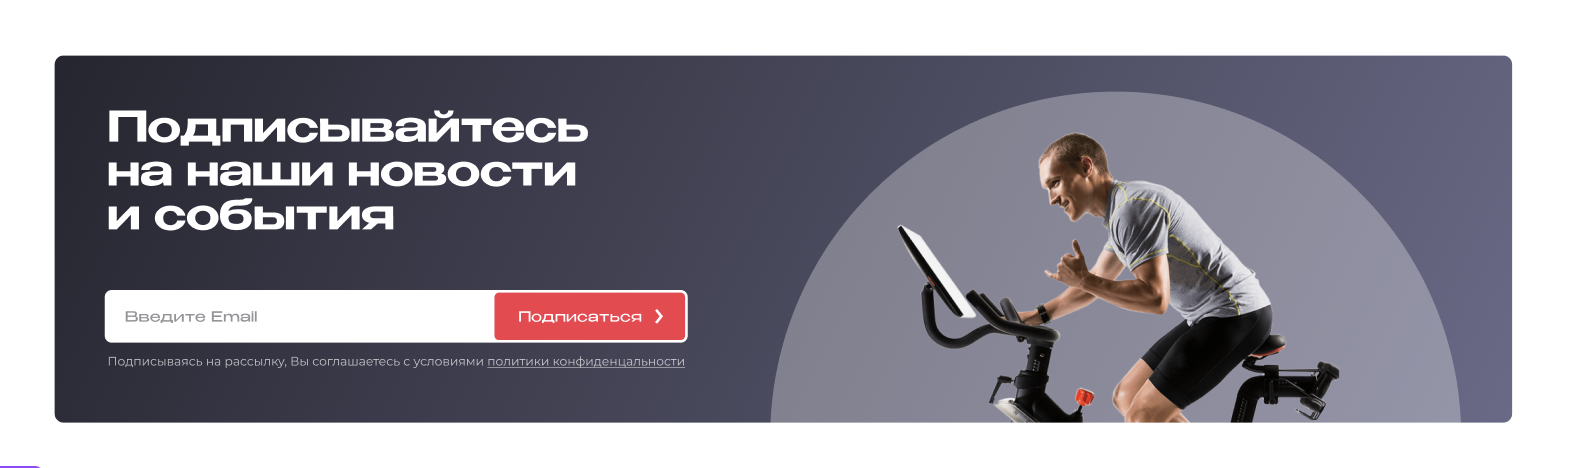 Подписывайтесь
на наши новости
и события
Введите Email
Подписаться
Подписываясь на рассылку, Вы соглашаетесь с условиями политики конфиденцальности